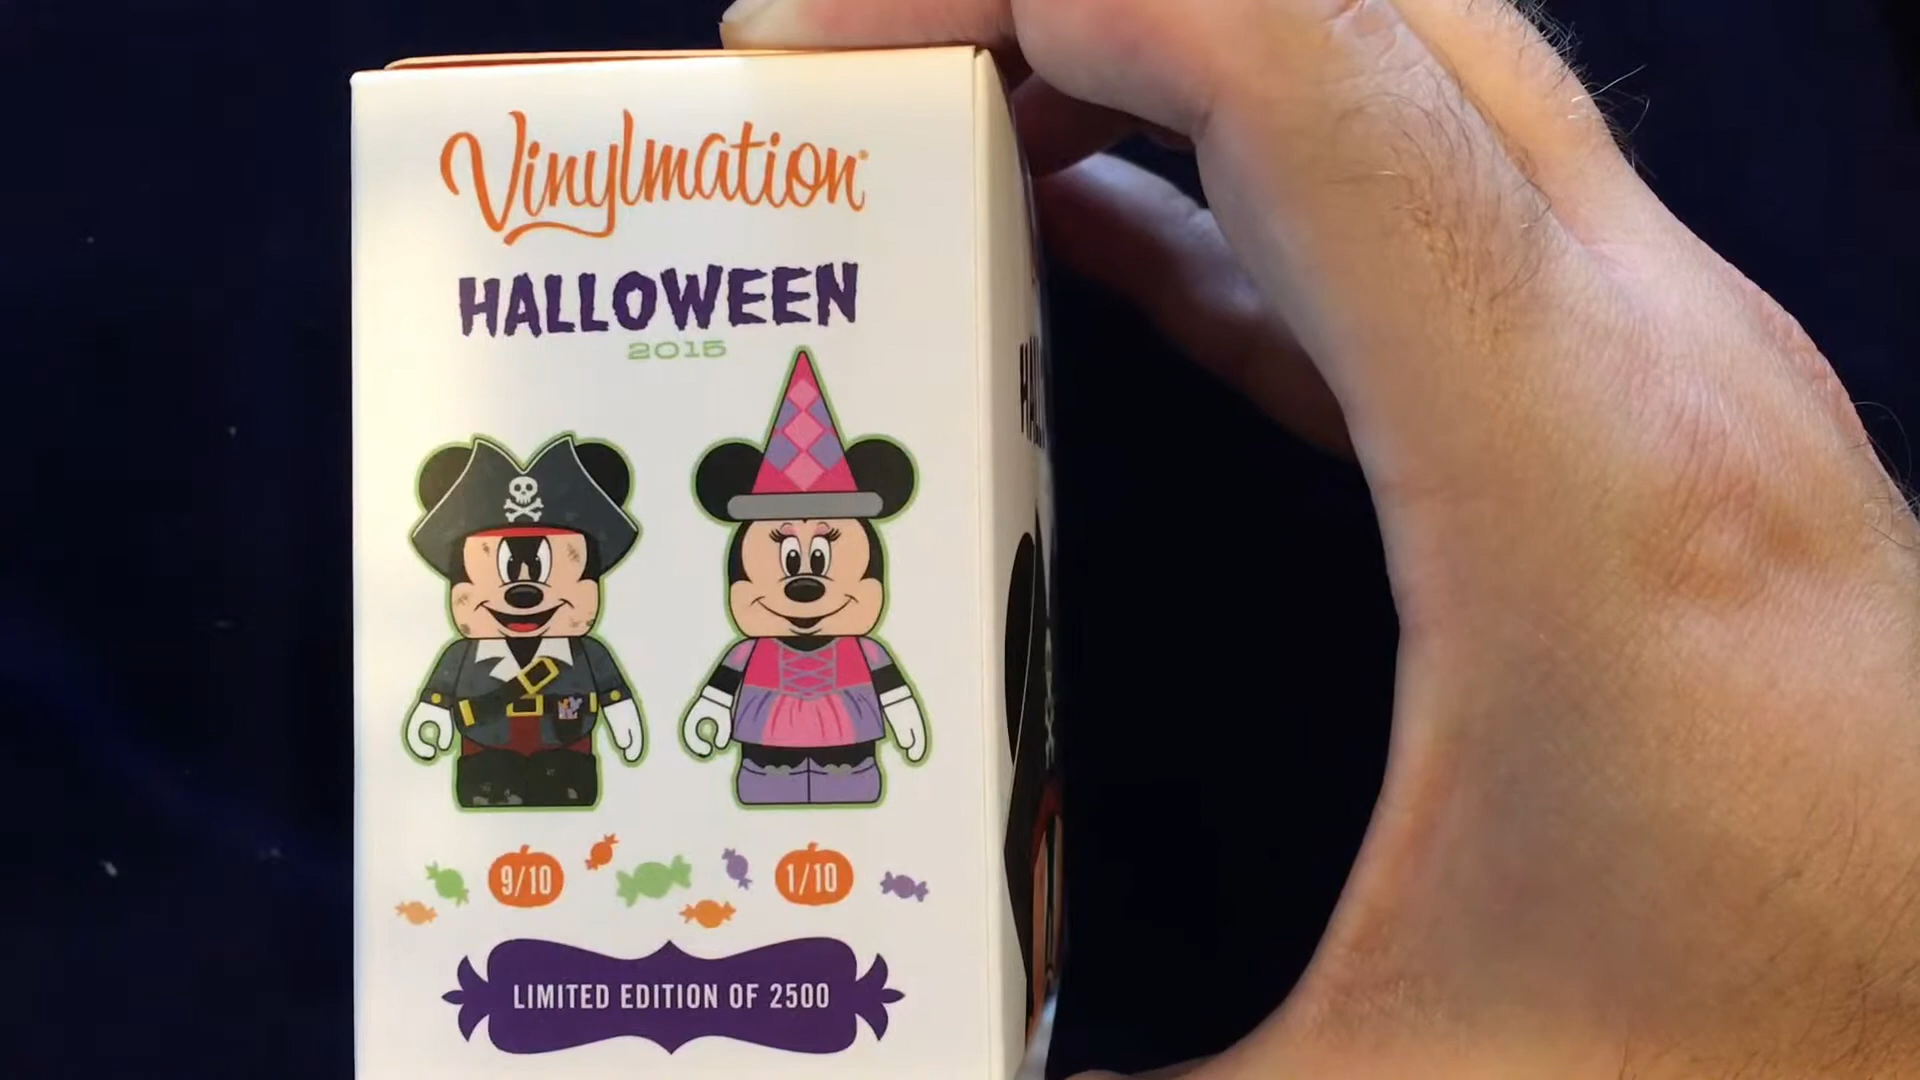 Vinylmation
HALLOWEEN
2015
9/10
1/10
LIMITED EDITION OF 2500